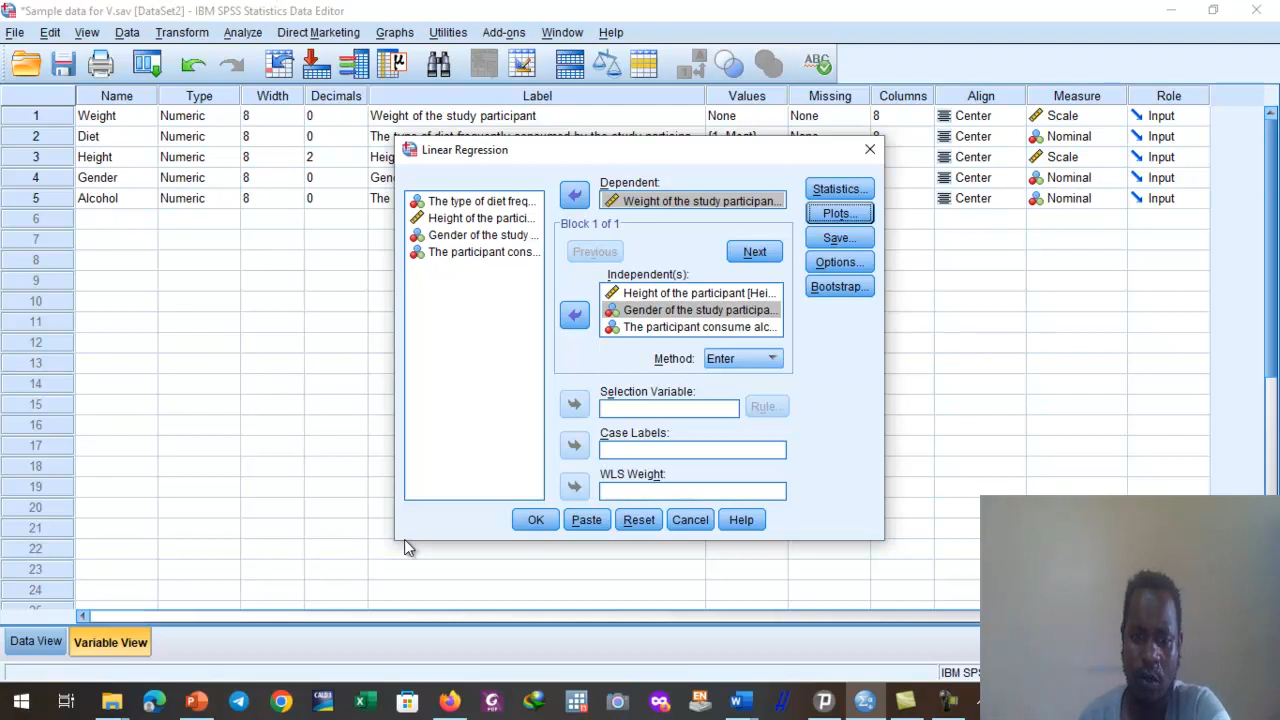 *Sample data for V.sav [DataSet2] - IBM SPSS Statistics Data Editor
File Edit View Data Transform Analyze Direct Marketing Graphs Utilities Add-ons Window Help
Name Type Width Decimals Label Values Missing Columns Align Measure Role
1 Weight Numeric 8 0 Weight of the study participant None None 8 Center Scale Input
2 Diet Numeric 8 0 Center Nominal Input
3 Height Numeric 8 2 Center Scale Input
4 Gender Numeric 8 0 Center Nominal Input
5 Alcohol Numeric 8 0 The Center Nominal Input
6
7
8
9
10
11
12
13
14
15
16
17
18
19
20
21
22
23
24
Linear Regression
The type of diet freq...
Height of the partici...
Gender of the study ...
The participant cons...
Dependent:
Weight of the study participan...
Block 1 of 1
Previous Next
Independent(s):
Height of the participant [Hei...
Gender of the study participa...
The participant consume alc...
Method: Enter
Selection Variable:
Rule...
Case Labels:
WLS Weight:
Statistics...
Plots...
Save...
Options...
Bootstrap...
OK Paste Reset Cancel Help
Data View Variable View
IBM SPS